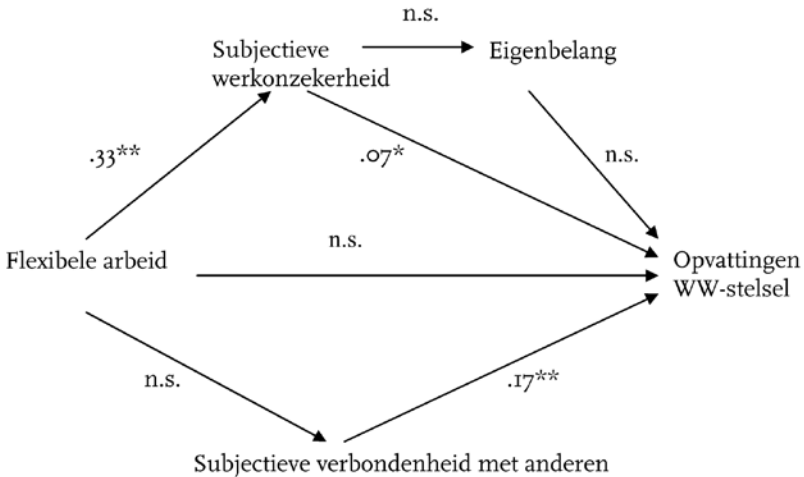 n.s.
Subjectieve
werkonzekerheid
Eigenbelang
.33**
.07*
n.s.
n.s.
Flexibele arbeid
Opvattingen
WW-stelsel
n.s.
.17**
Subjectieve verbondenheid met anderen